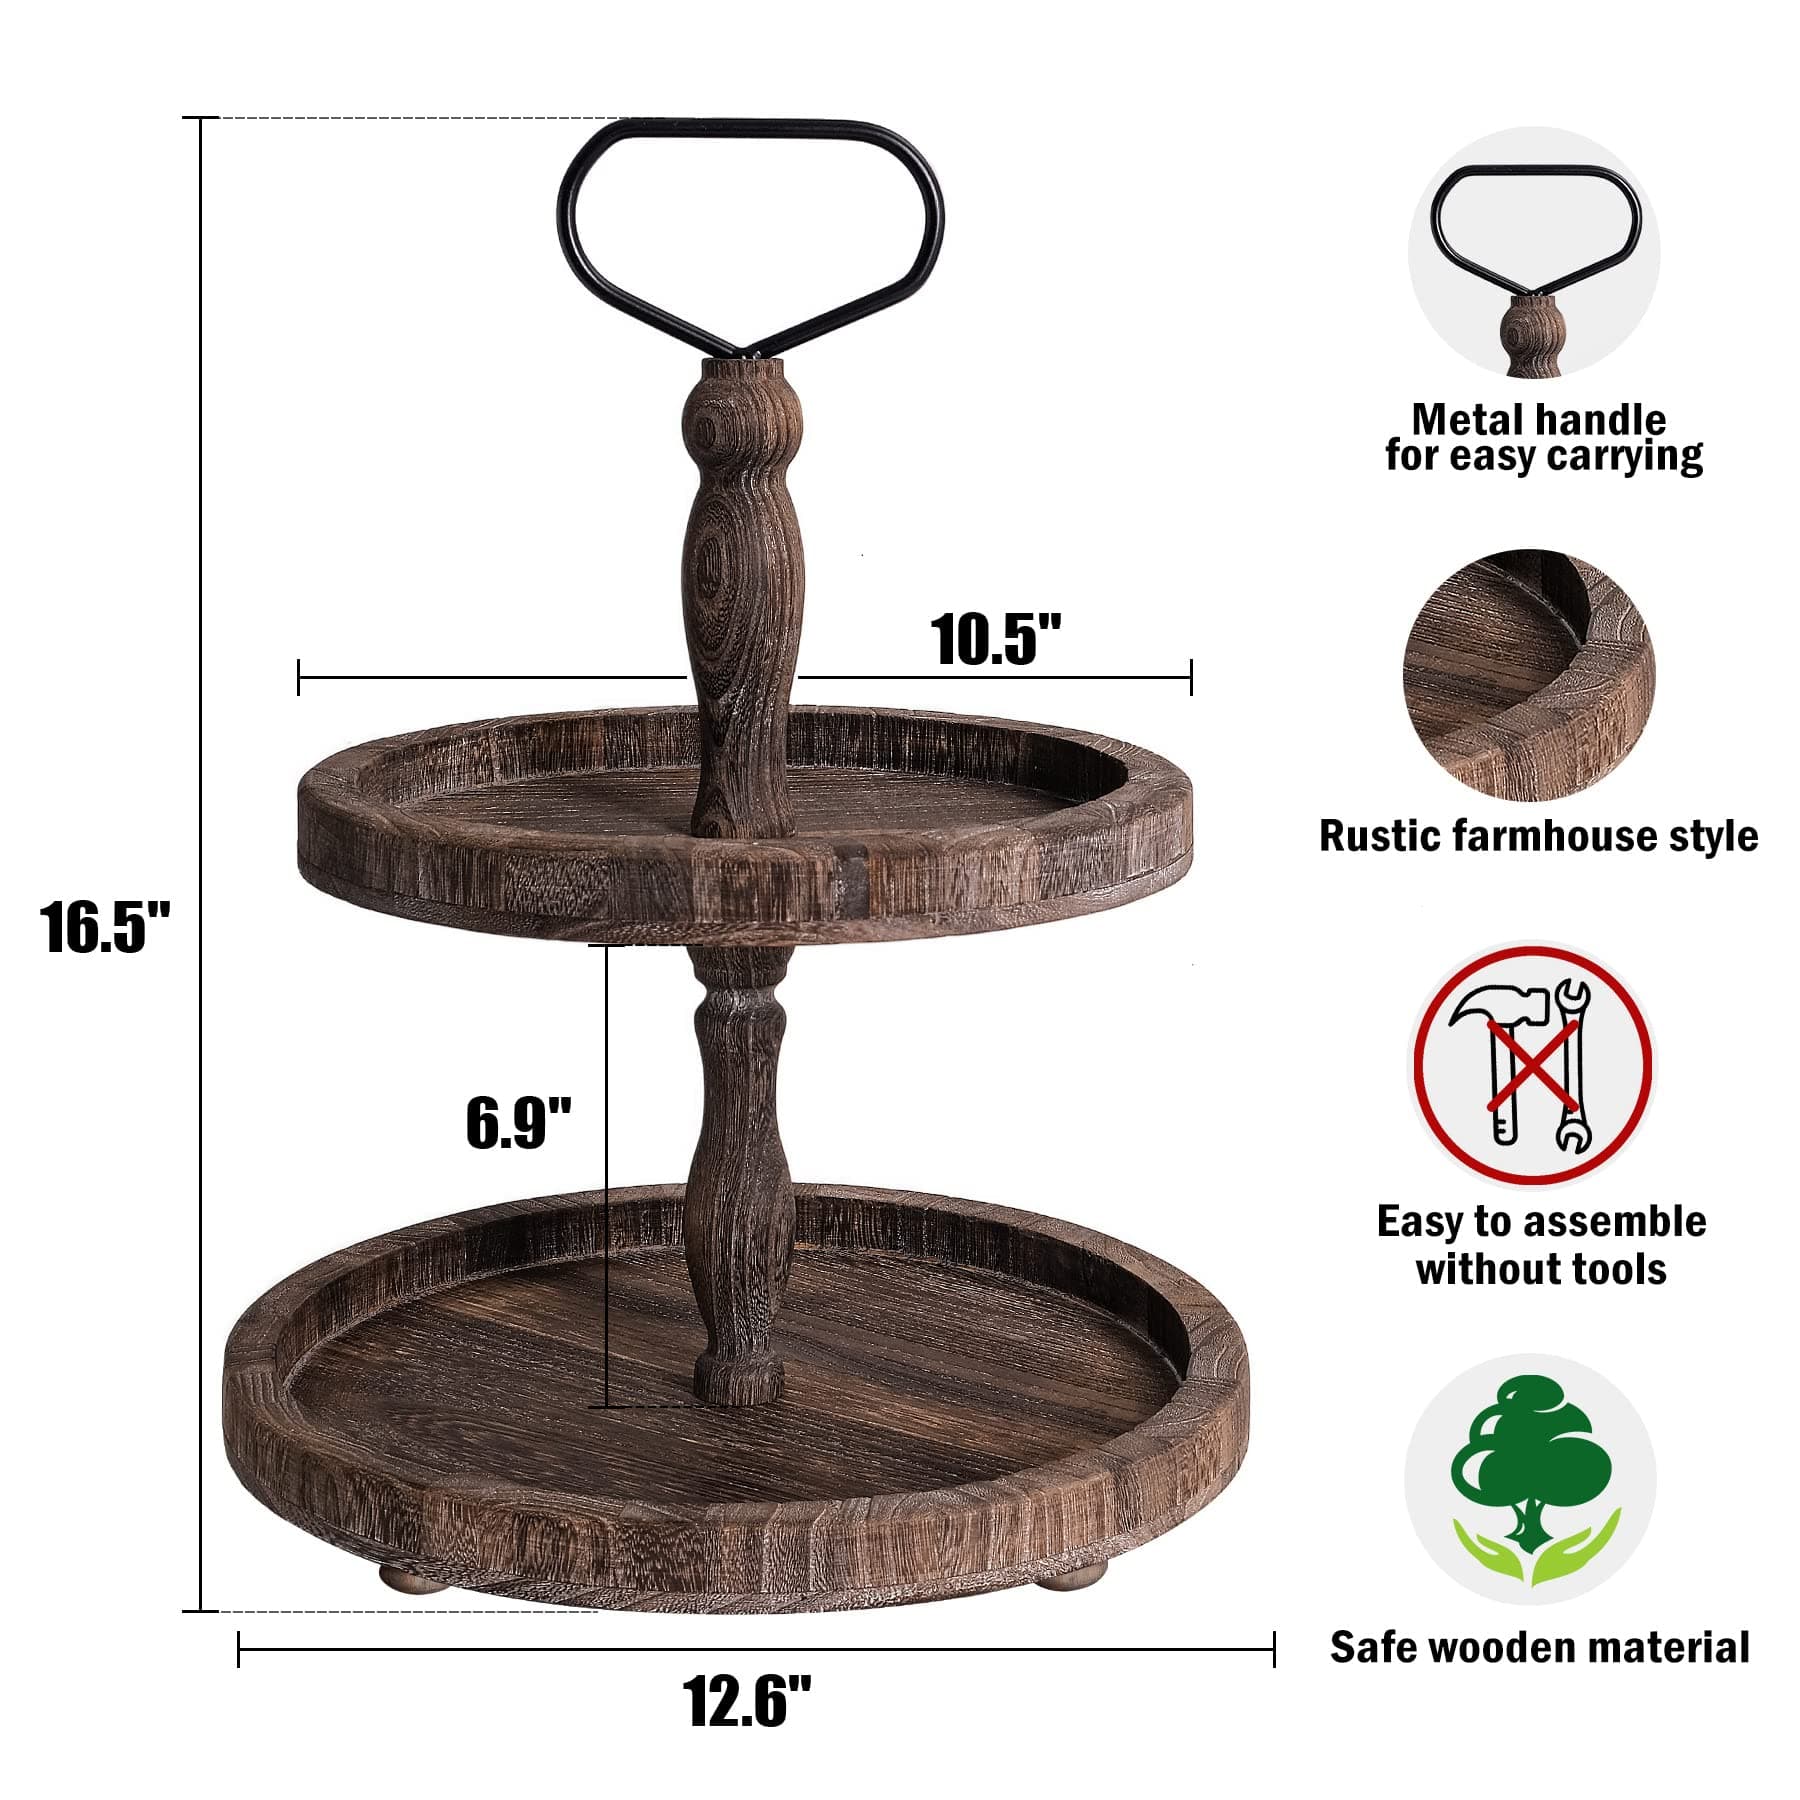 Metal handle
for easy carrying
10.5"
Rustic farmhouse style
16.5"
6.9"
Easy to assemble
without tools
Safe wooden material
12.6"